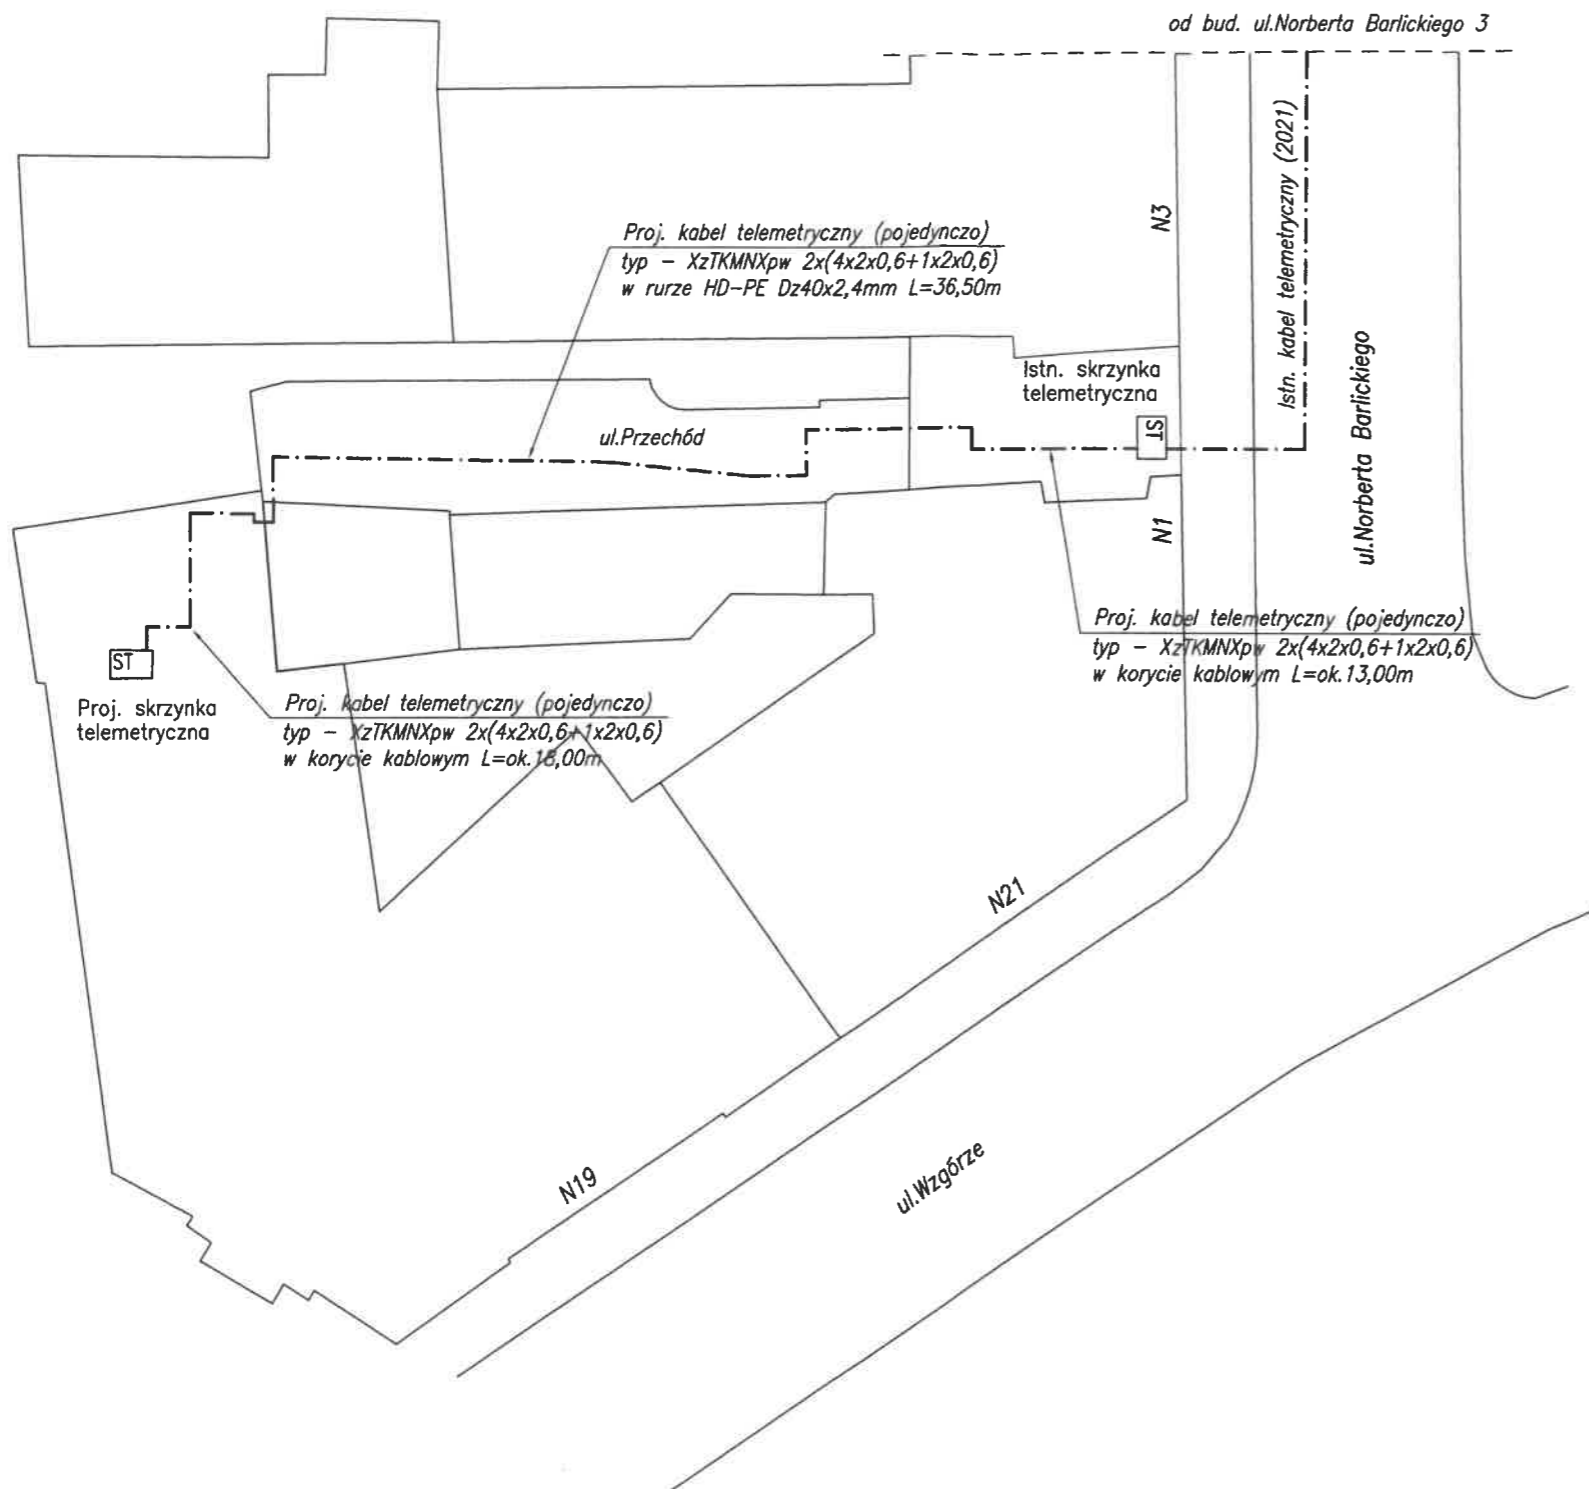 od bud. ul.Norberta Barlickiego 3
Istn. kabel telemetryczny (2021)
N3
Proj. kabel telemetryczny (pojedynczo)
typ - XzTKMNXpw 2x(4x2x0,6+1x2x0,6)
w rurze HD-PE Dz40x2,4mm L=36,50m
Istn. skrzynka
telemetryczna
ST
ul.Przechód
ul.Norberta Barlickiego
N1
Proj. kabel telemetryczny (pojedynczo)
typ - XzTKMNXpw 2x(4x2x0,6+1x2x0,6)
w korycie kablowym L=ok.13,00m
ST
Proj. skrzynka
telemetryczna
Proj. kabel telemetryczny (pojedynczo)
typ - XzTKMNXpw 2x(4x2x0,6+1x2x0,6)
w korycie kablowym L=ok.18,00m
N21
N19
ul.Wzgórze